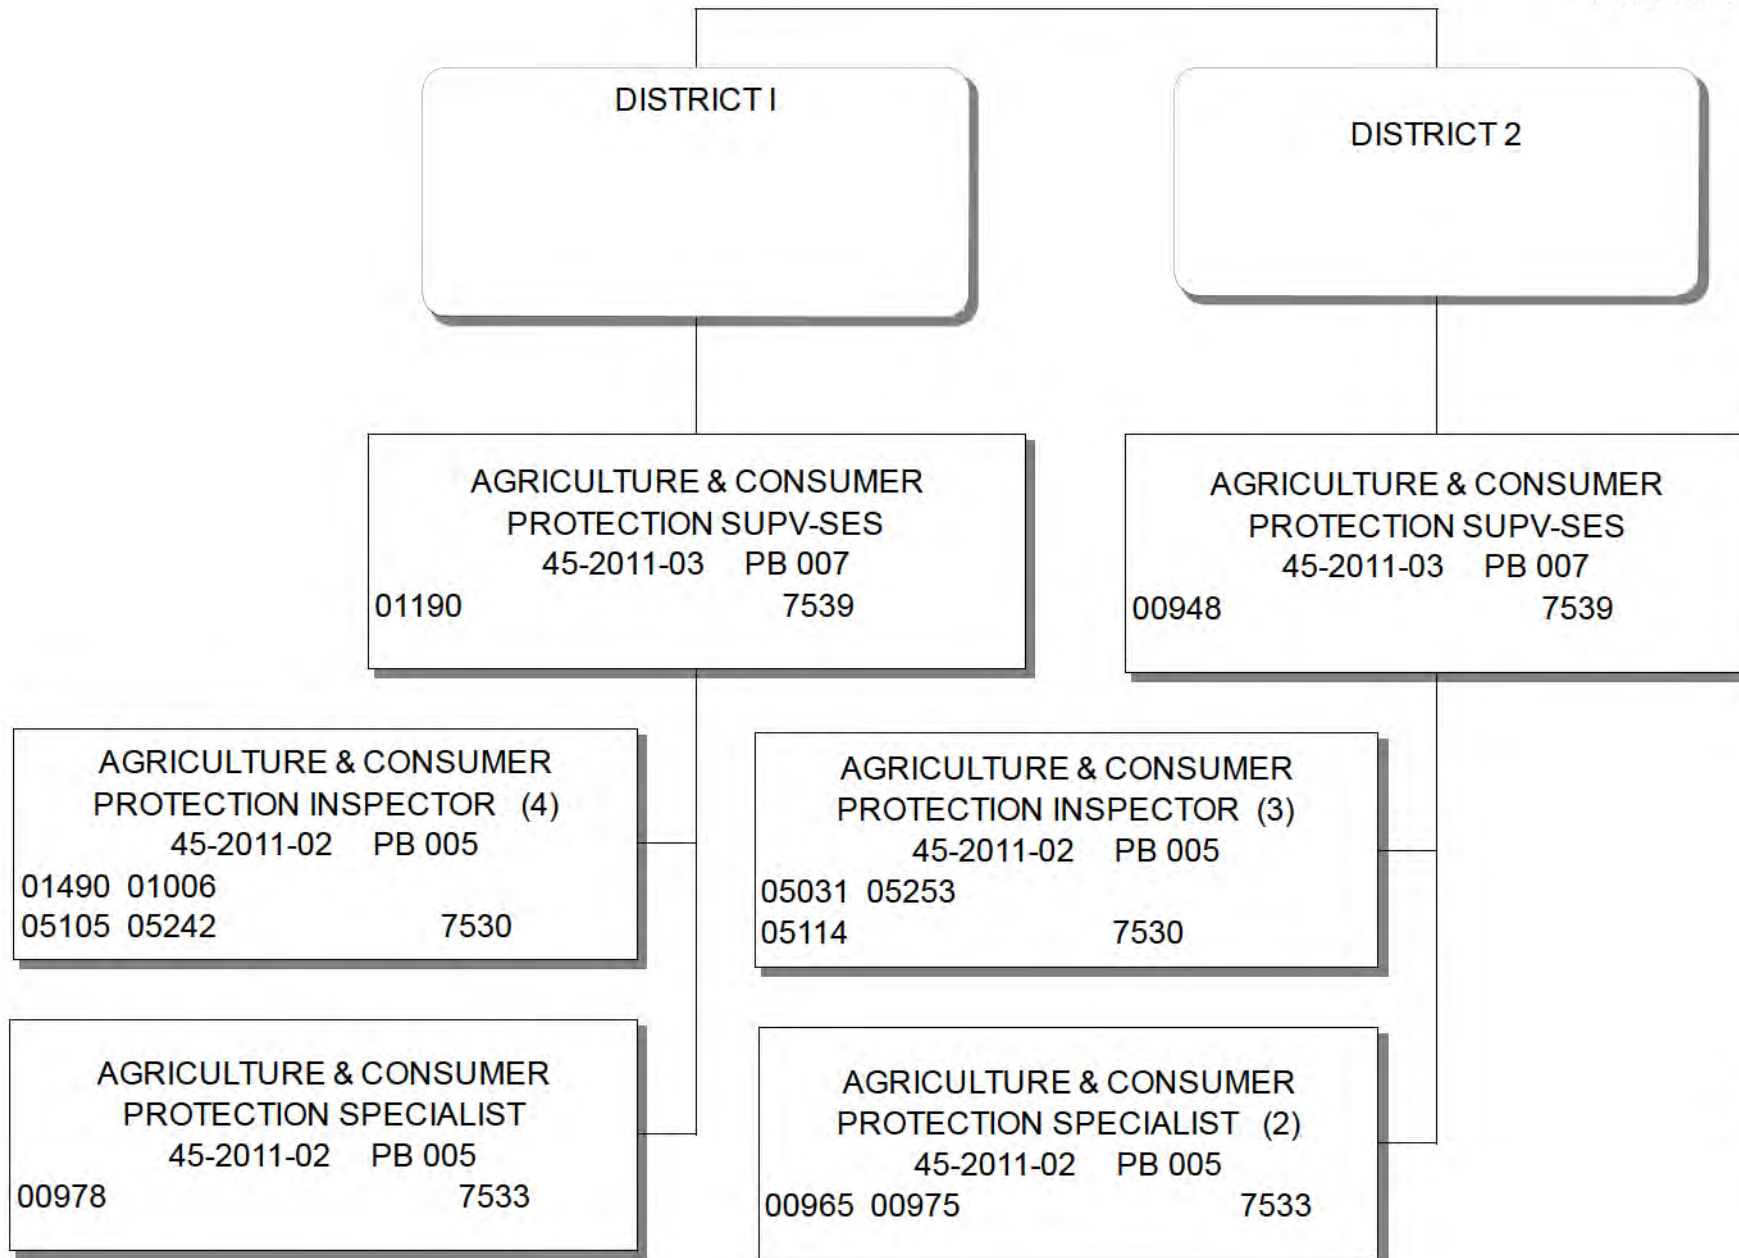 DISTRICT I
DISTRICT 2
AGRICULTURE & CONSUMER
PROTECTION SUPV-SES
45-2011-03 PB 007
01190 7539
AGRICULTURE & CONSUMER
PROTECTION SUPV-SES
45-2011-03 PB 007
00948 7539
AGRICULTURE & CONSUMER
PROTECTION INSPECTOR (4)
45-2011-02 PB 005
01490 01006
05105 05242 7530
AGRICULTURE & CONSUMER
PROTECTION INSPECTOR (3)
45-2011-02 PB 005
05031 05253
05114 7530
AGRICULTURE & CONSUMER
PROTECTION SPECIALIST
45-2011-02 PB 005
00978 7533
AGRICULTURE & CONSUMER
PROTECTION SPECIALIST (2)
45-2011-02 PB 005
00965 00975 7533